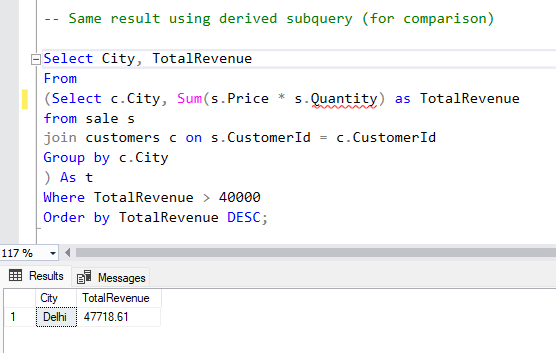 -- Same result using derived subquery (for comparison)
Select City, TotalRevenue
From
(Select c.City, Sum(s.Price * s.Quantity) as TotalRevenue
from sale s
join customers c on s.CustomerId = c.CustomerId
Group by c.City
) As t
Where TotalRevenue > 40000
Order by TotalRevenue DESC;
117 %
Results Messages
City TotalRevenue
1 Delhi 47718.61